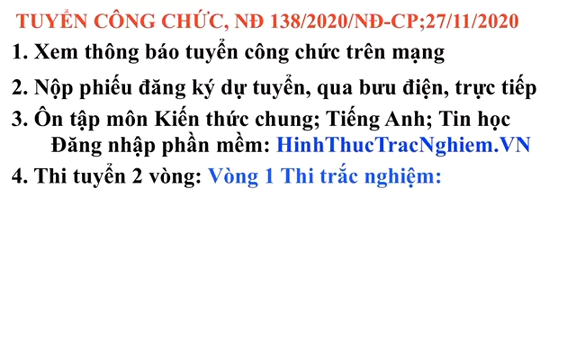 TUYỂN CÔNG CHỨC, NĐ 138/2020/NĐ-CP;27/11/2020
1. Xem thông báo tuyển công chức trên mạng
2. Nộp phiếu đăng ký dự tuyển, qua bưu điện, trực tiếp
3. Ôn tập môn Kiến thức chung; Tiếng Anh; Tin học
Đăng nhập phần mềm: HinhThucTracNghiem.VN
4. Thi tuyển 2 vòng: Vòng 1 Thi trắc nghiệm: